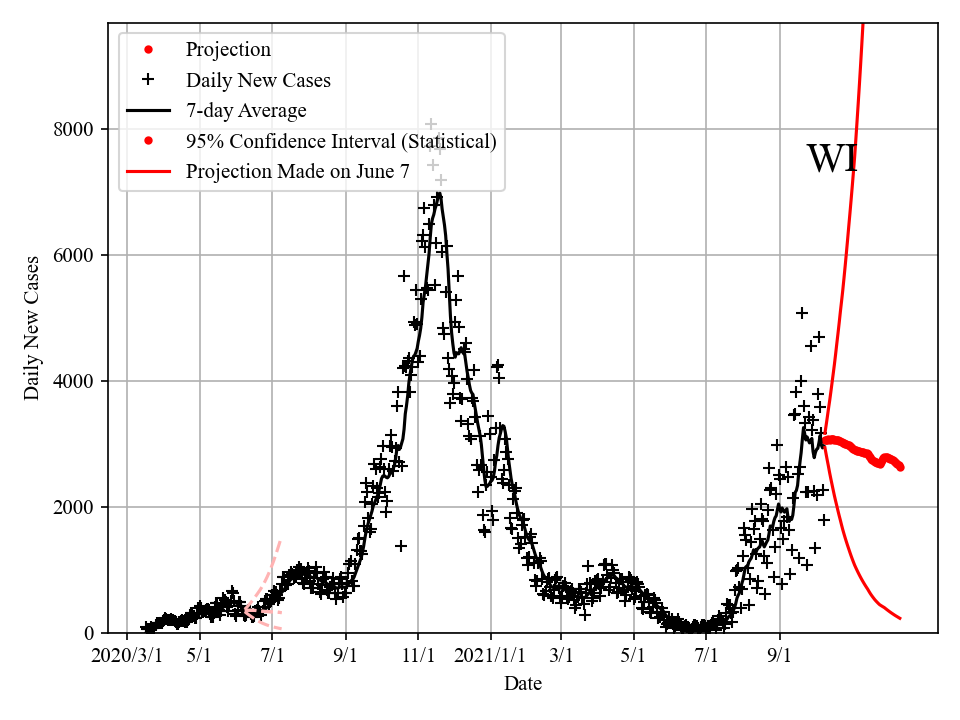 Projection
Daily New Cases
7-day Average
95% Confidence Interval (Statistical)
Projection Made on June 7
WI
8000
6000
4000
2000
0
Daily New Cases
2020/3/1 5/1 7/1 9/1 11/1 2021/1/1 3/1 5/1 7/1 9/1
Date